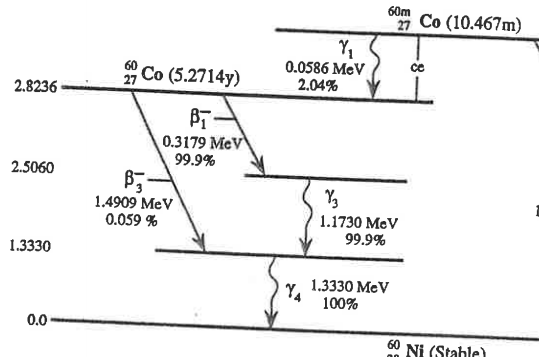 60m
27 Co (10.467m)
γ1
0.0586 MeV
2.04%
ce
60
27 Co (5.2714y)
2.8236
β1−
0.3179 MeV
99.9%
2.5060
β3−
1.4909 MeV
0.059 %
γ3
1.1730 MeV
99.9%
1.3330
γ4
1.3330 MeV
100%
0.0
60
Ni (Stable)